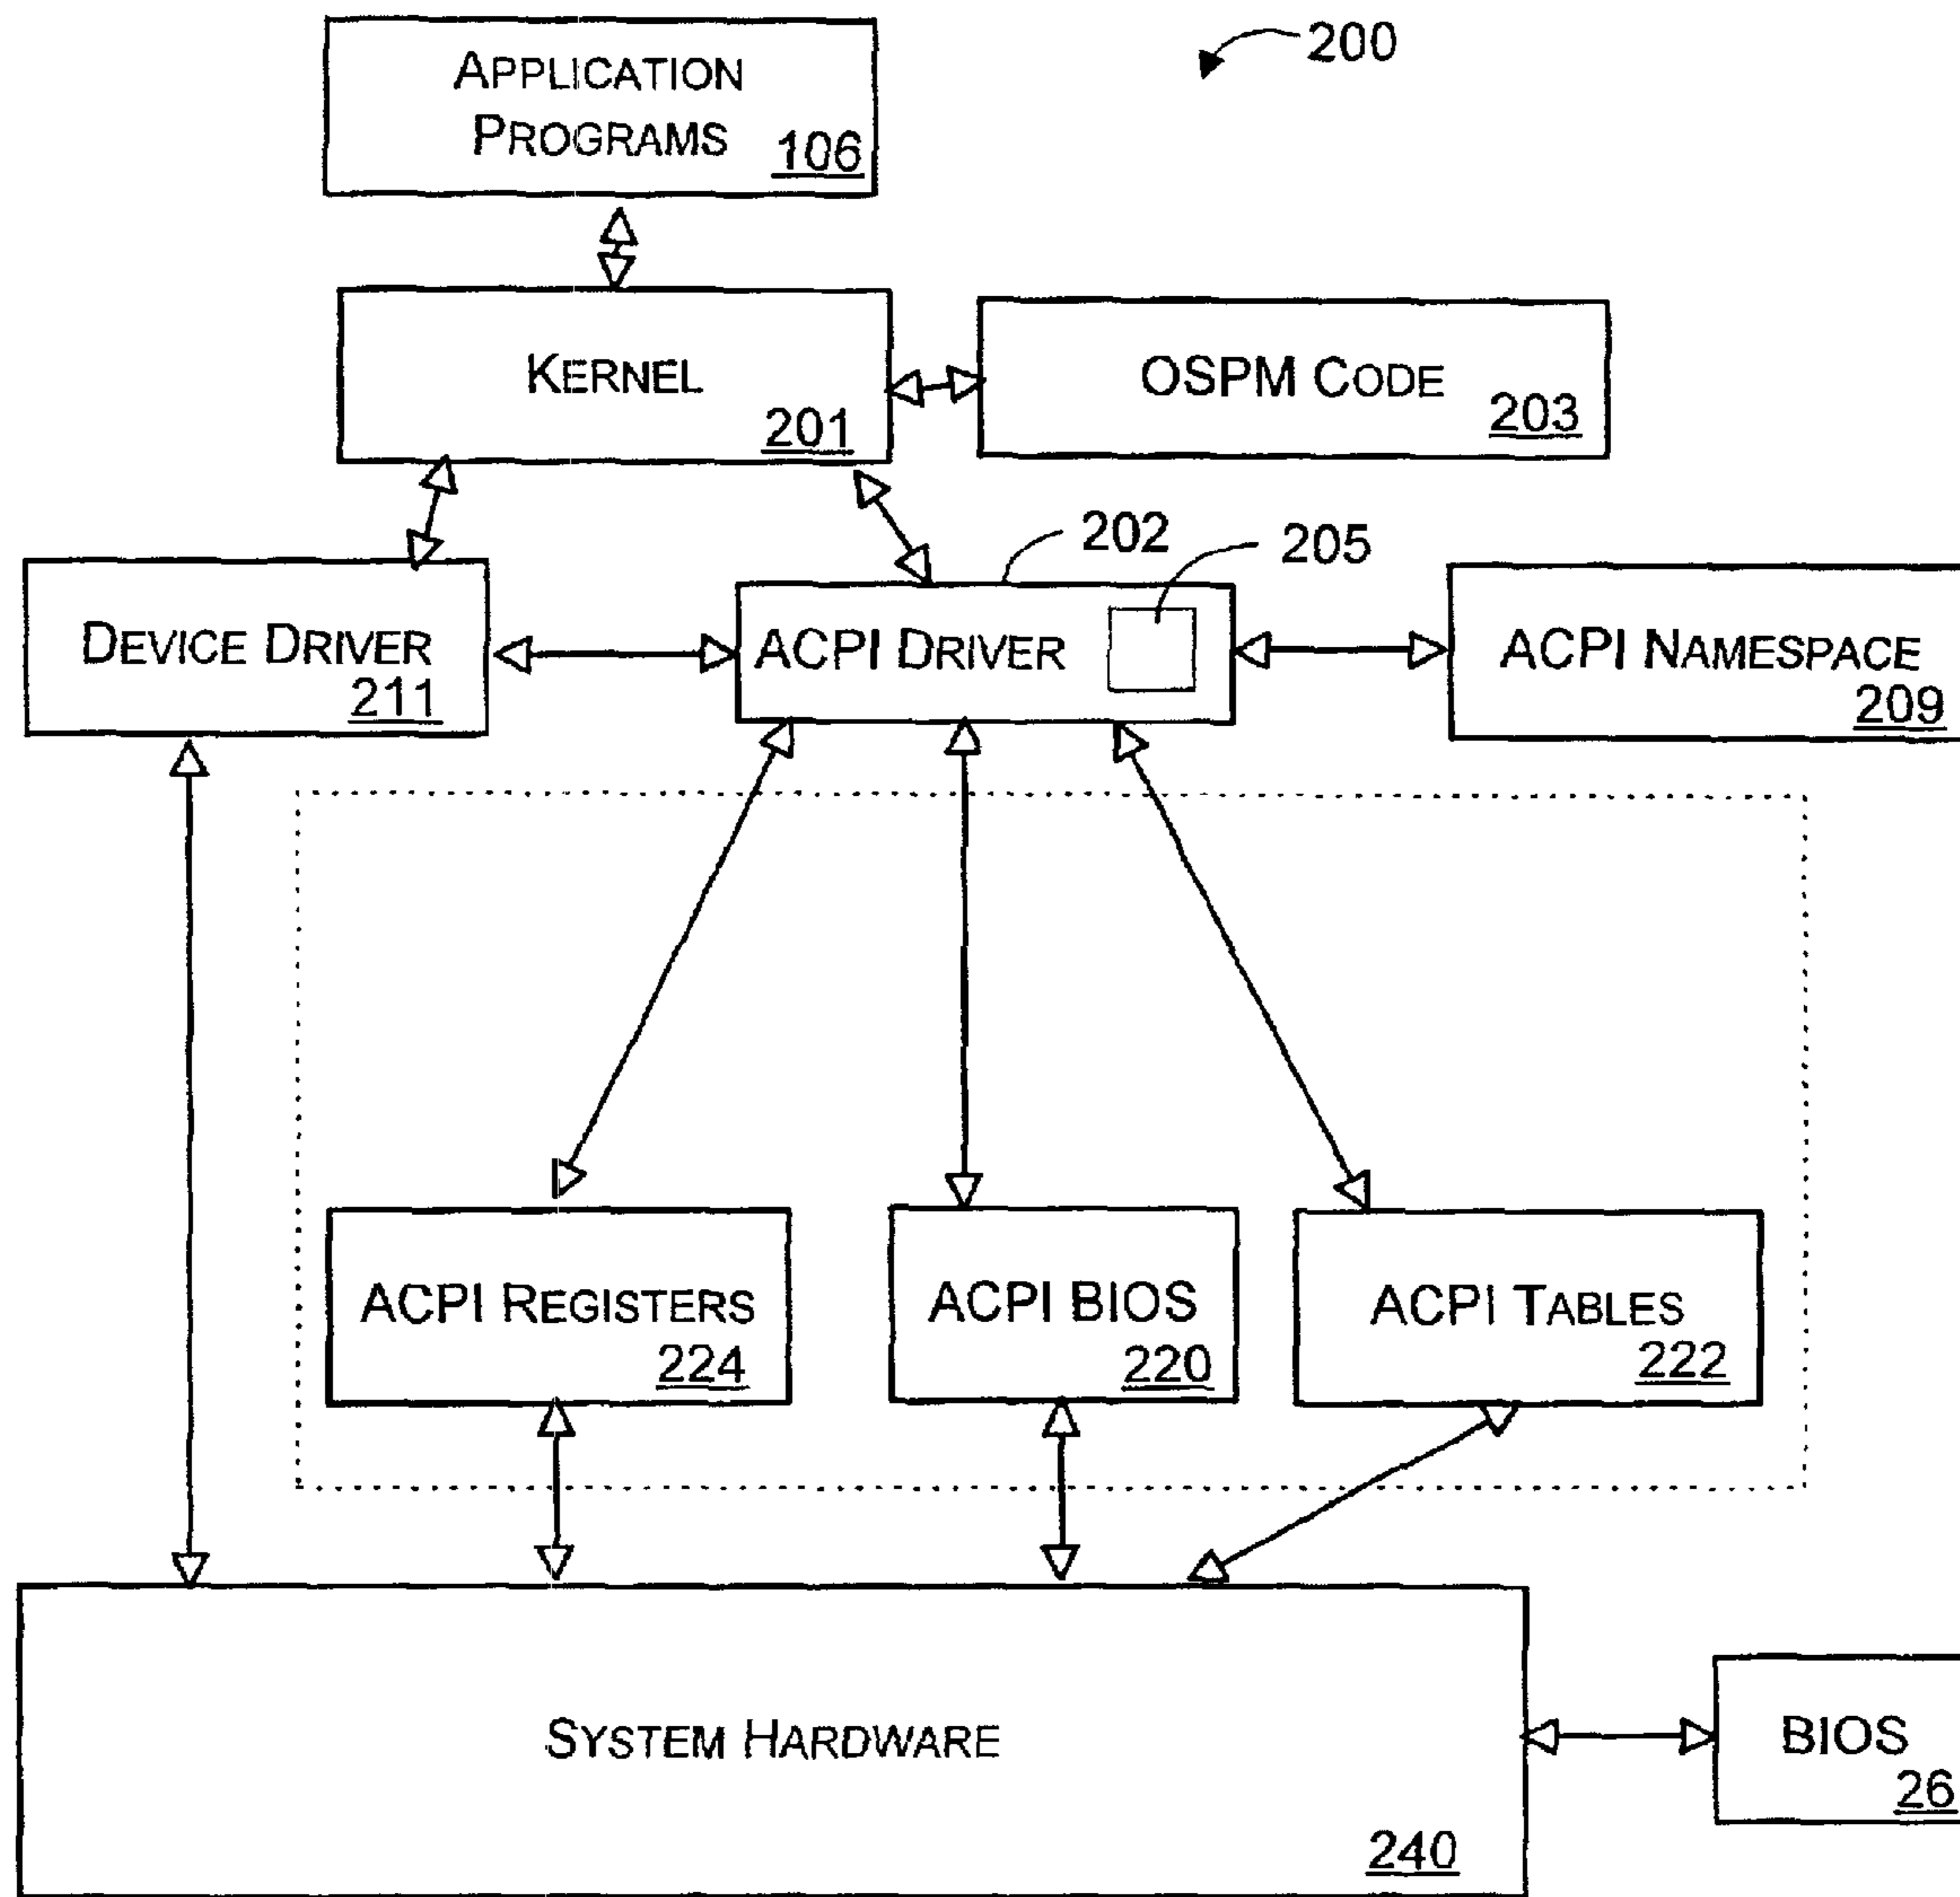 200
APPLICATION
PROGRAMS 106
KERNEL
201
OSPM CODE
203
202
205
DEVICE DRIVER
211
ACPI DRIVER
ACPI NAMESPACE
209
ACPI REGISTERS
224
ACPI BIOS
220
ACPI TABLES
222
SYSTEM HARDWARE
240
BIOS
26